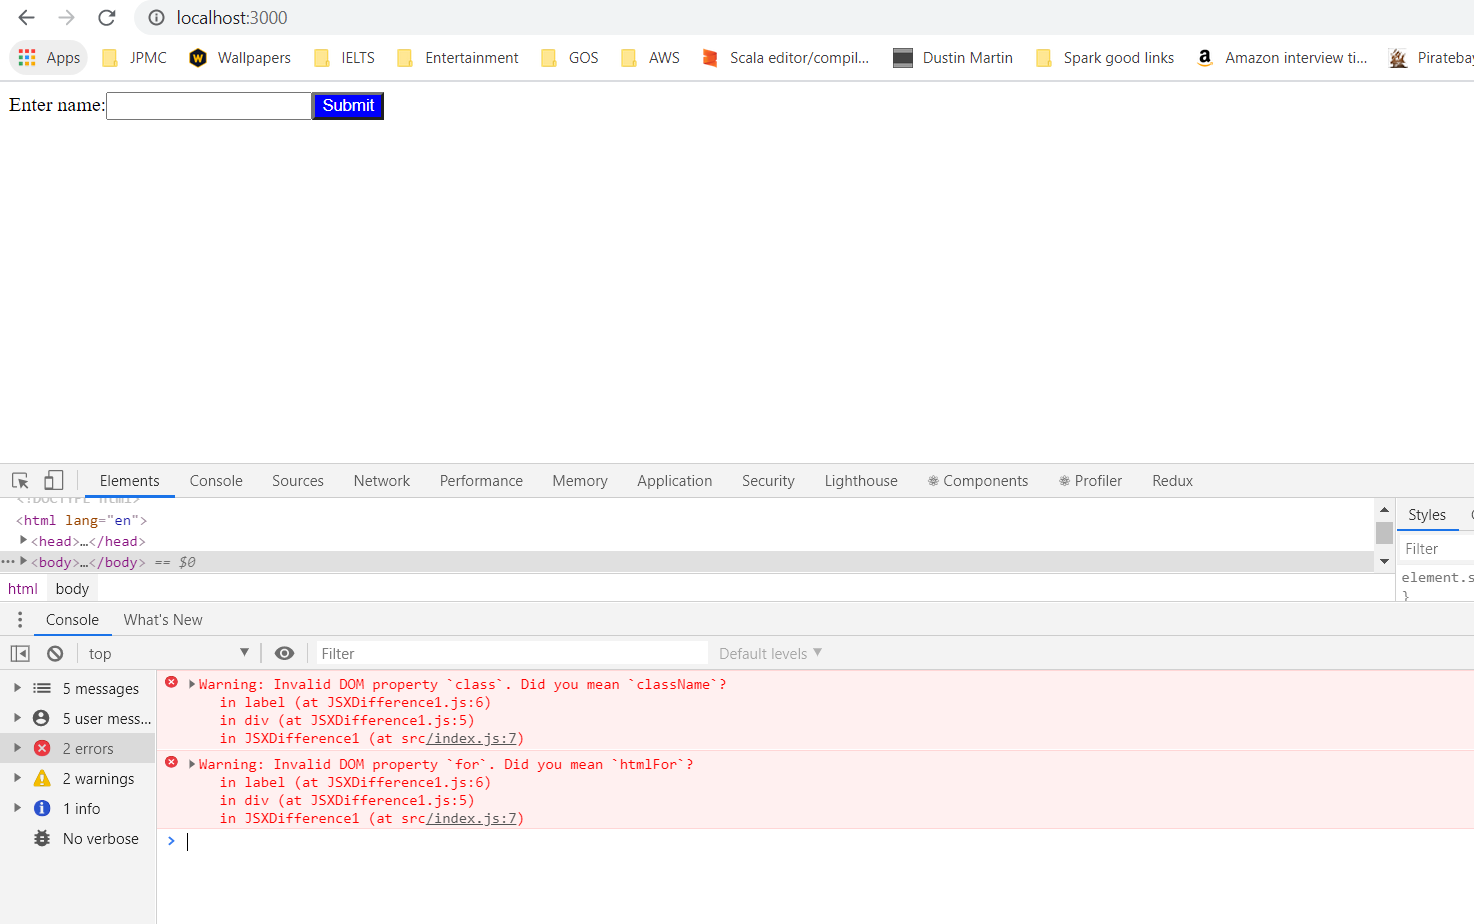 localhost:3000
Apps JPMC Wallpapers IELTS Entertainment GOS AWS Scala editor/compil... Dustin Martin Spark good links Amazon interview ti... Pirateba
Enter name: Submit
Elements Console Sources Network Performance Memory Application Security Lighthouse Components Profiler Redux
<!DOCTYPE html>
<html lang="en">
<head>…</head>
<body>…</body> == $0
html body
Styles
Filter
element.s
}
Console What's New
top Filter Default levels
5 messages
5 user mess...
2 errors
2 warnings
1 info
No verbose
Warning: Invalid DOM property `class`. Did you mean `className`?
in label (at JSXDifference1.js:6)
in div (at JSXDifference1.js:5)
in JSXDifference1 (at src/index.js:7)
Warning: Invalid DOM property `for`. Did you mean `htmlFor`?
in label (at JSXDifference1.js:6)
in div (at JSXDifference1.js:5)
in JSXDifference1 (at src/index.js:7)